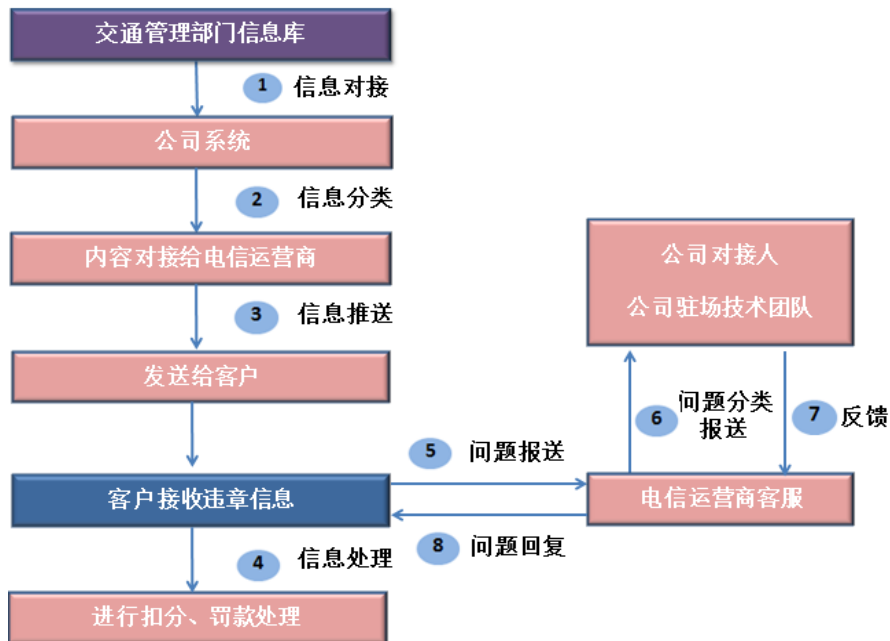 交通管理部门信息库
1 信息对接
公司系统
2 信息分类
内容对接给电信运营商
3 信息推送
发送给客户
客户接收违章信息
4 信息处理
进行扣分、罚款处理
5 问题报送
8 问题回复
公司对接人
公司驻场技术团队
6 问题分类
报送
7 反馈
电信运营商客服